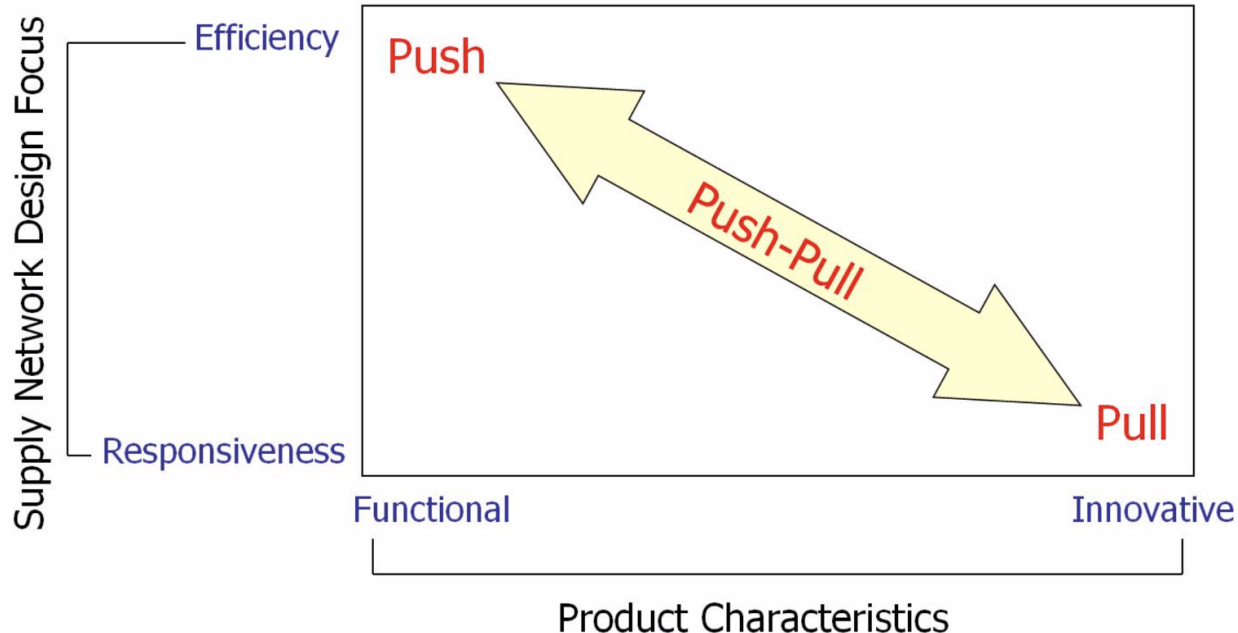 Supply Network Design Focus
Efficiency
Push
Push-Pull
Pull
Responsiveness
Functional
Innovative
Product Characteristics